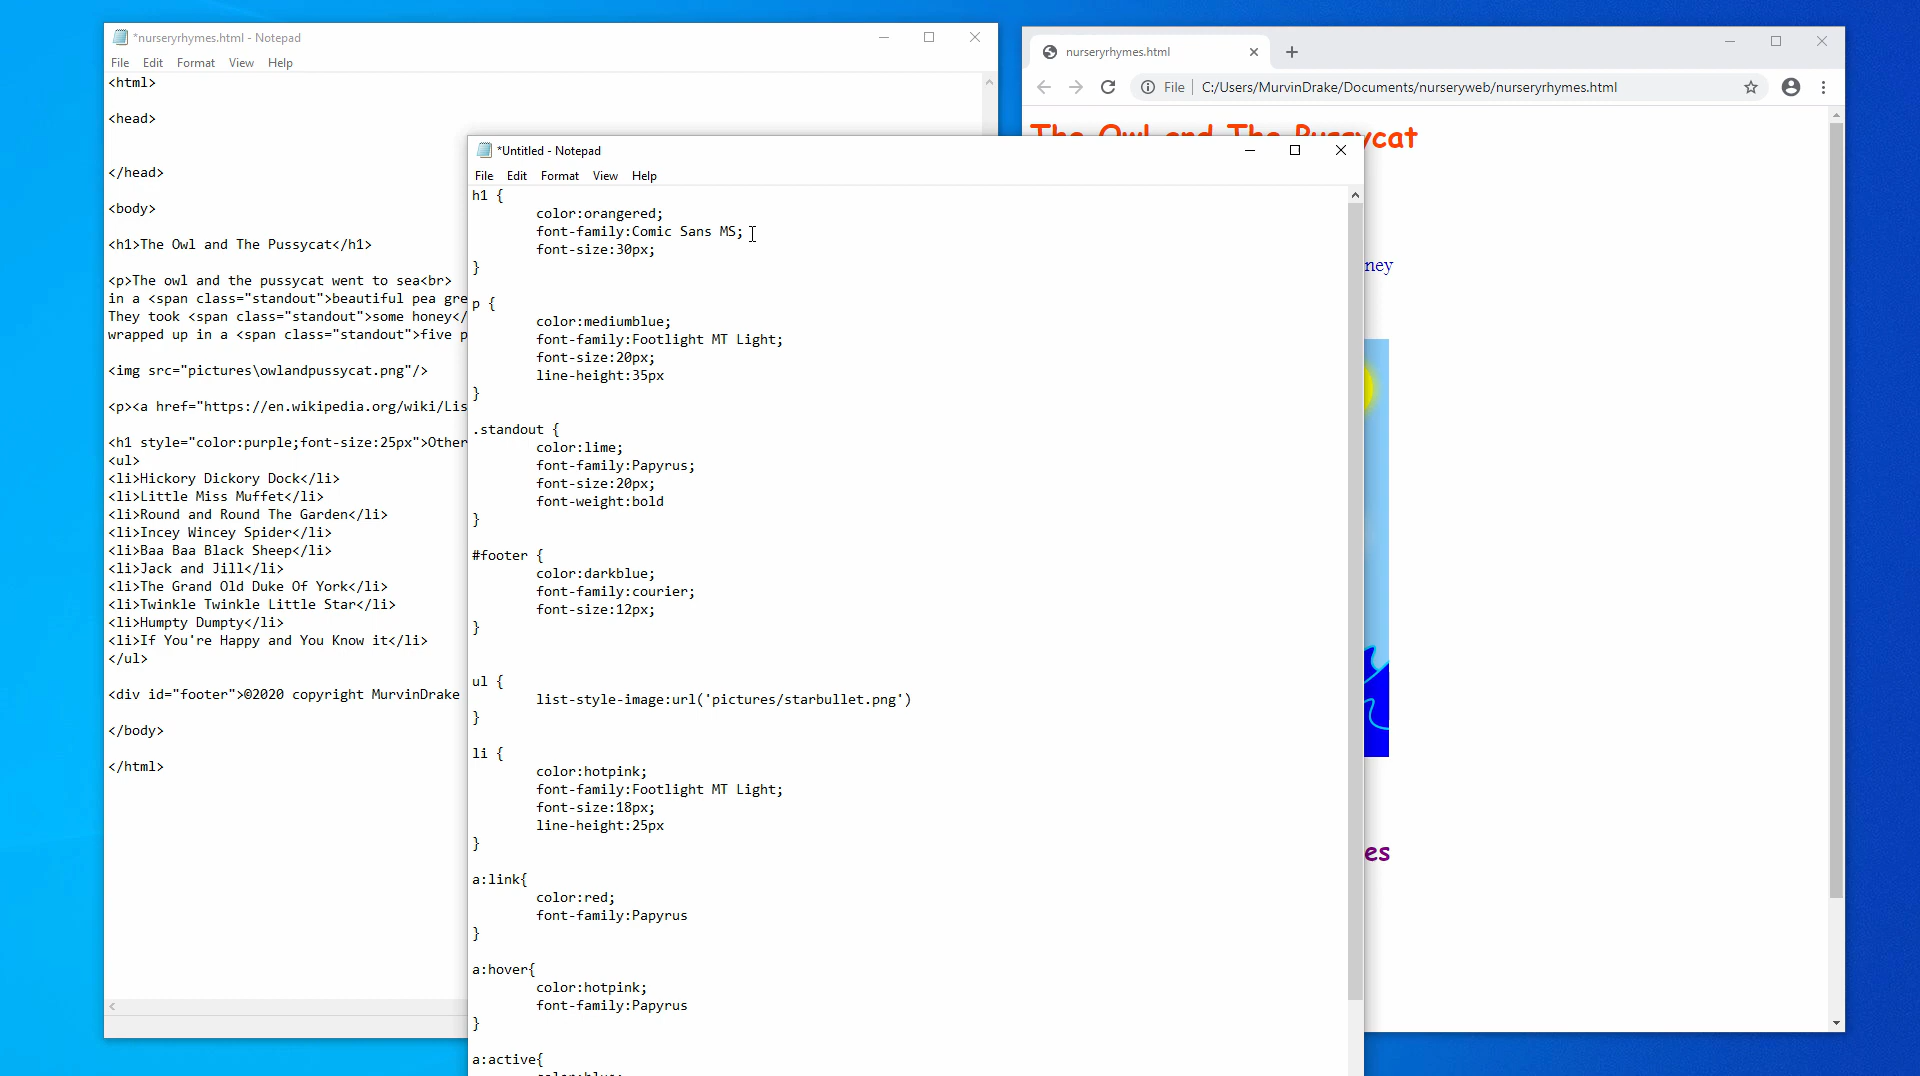 *nurseryrhymes.html - Notepad
File Edit Format View Help
<html>
<head>
</head>
<body>
<h1>The Owl and The Pussycat</h1>
<p>The owl and the pussycat went to sea<br>
in a <span class="standout">beautiful pea gre
They took <span class="standout">some honey</
wrapped up in a <span class="standout">five p
<img src="pictures\owlandpussycat.png"/>
<p><a href="https://en.wikipedia.org/wiki/Lis
<h1 style="color:purple;font-size:25px">Other
<ul>
<li>Hickory Dickory Dock</li>
<li>Little Miss Muffet</li>
<li>Round and Round The Garden</li>
<li>Incey Wincey Spider</li>
<li>Baa Baa Black Sheep</li>
<li>Jack and Jill</li>
<li>The Grand Old Duke Of York</li>
<li>Twinkle Twinkle Little Star</li>
<li>Humpty Dumpty</li>
<li>If You're Happy and You Know it</li>
</ul>
<div id="footer">©2020 copyright MurvinDrake
</body>
</html>
*Untitled - Notepad
File Edit Format View Help
h1 {
color:orangered;
font-family:Comic Sans MS;
font-size:30px;
}
p {
color:mediumblue;
font-family:Footlight MT Light;
font-size:20px;
line-height:35px
}
.standout {
color:lime;
font-family:Papyrus;
font-size:20px;
font-weight:bold
}
#footer {
color:darkblue;
font-family:courier;
font-size:12px;
}
ul {
list-style-image:url('pictures/starbullet.png')
}
li {
color:hotpink;
font-family:Footlight MT Light;
font-size:18px;
line-height:25px
}
a:link{
color:red;
font-family:Papyrus
}
a:hover{
color:hotpink;
font-family:Papyrus
}
a:active{
nurseryrhymes.html
File C:/Users/MurvinDrake/Documents/nurseryweb/nurseryrhymes.html
The Owl and The Pussycat
ney
es